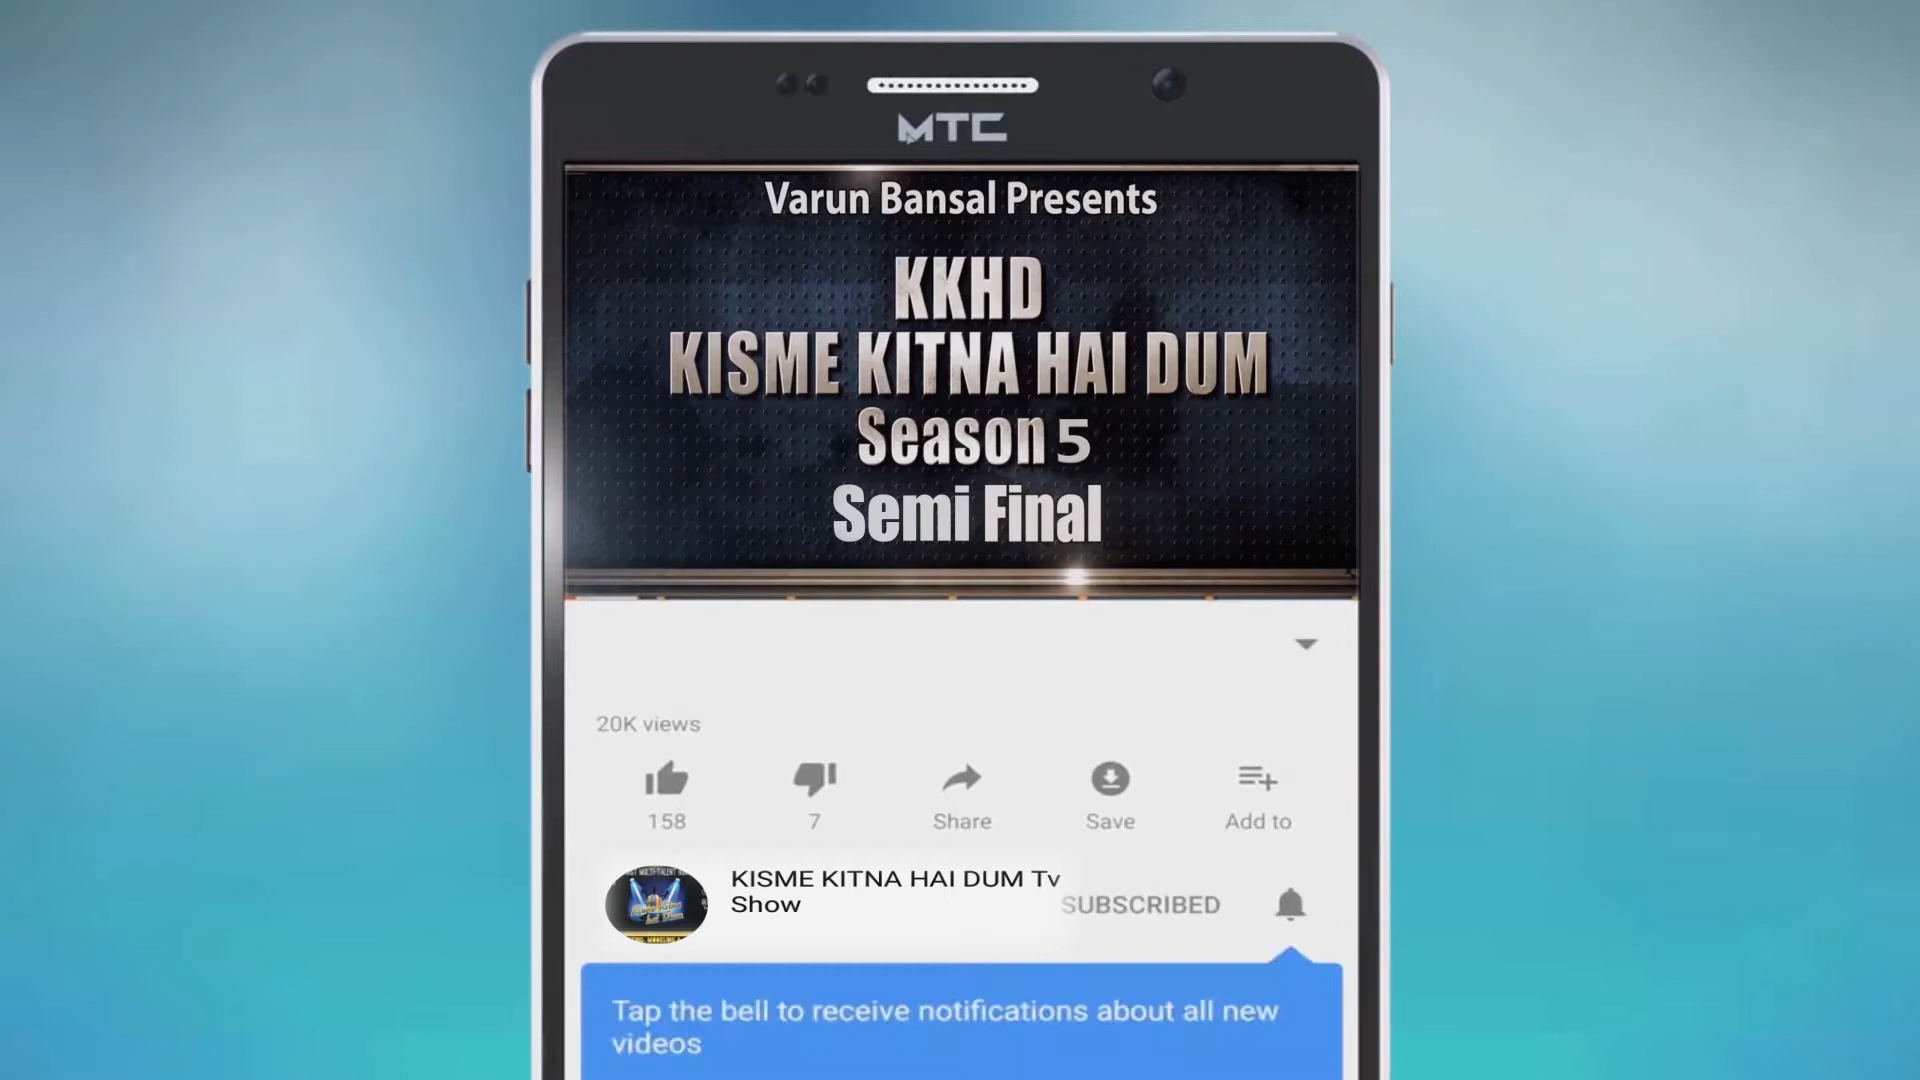 MTC
Varun Bansal Presents
KKHD
KISME KITNA HAI DUM
Season 5
Semi Final
20K views
158
7
Share
Save
Add to
KISME KITNA HAI DUM Tv
Show
SUBSCRIBED
Tap the bell to receive notifications about all new
videos